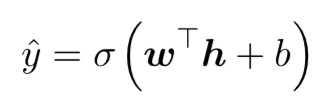 ŷ = σ(w⊤h + b)